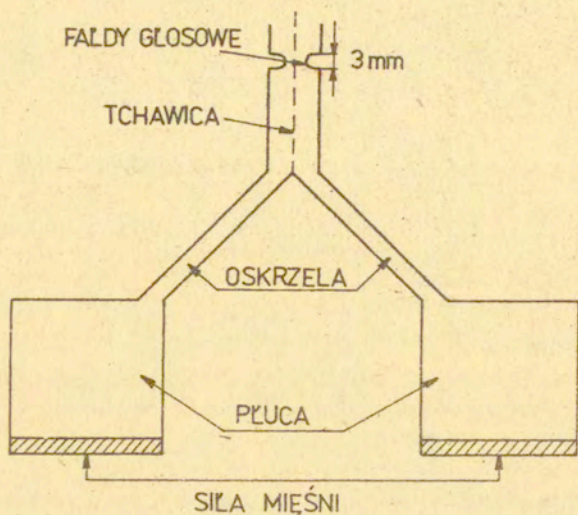 FAŁDY GŁOSOWE
3 mm
TCHAWICA
OSKRZELA
PŁUCA
SIŁA MIĘŚNI